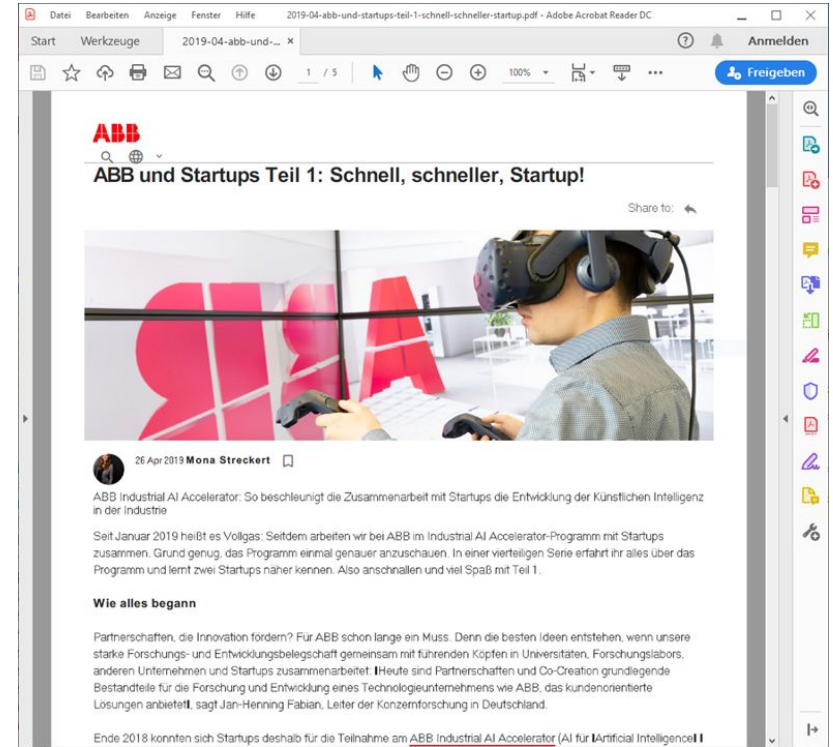 Datei Bearbeiten Anzeige Fenster Hilfe 2019-04-abb-und-startups-teil-1-schnell-schneller-startup.pdf - Adobe Acrobat Reader DC
Start Werkzeuge 2019-04-abb-und-... × Anmelden
1 / 5 100% Freigeben
ABB
ABB und Startups Teil 1: Schnell, schneller, Startup!
Share to:
ABB
26 Apr 2019 Mona Streckert
ABB Industrial AI Accelerator: So beschleunigt die Zusammenarbeit mit Startups die Entwicklung der Künstlichen Intelligenz
in der Industrie
Seit Januar 2019 heißt es Vollgas: Seitdem arbeiten wir bei ABB im Industrial AI Accelerator-Programm mit Startups
zusammen. Grund genug, das Programm einmal genauer anzuschauen. In einer vierteiligen Serie erfahrt ihr alles über das
Programm und lernt zwei Startups näher kennen. Also anschnallen und viel Spaß mit Teil 1.
Wie alles begann
Partnerschaften, die Innovation fördern? Für ABB schon lange ein Muss. Denn die besten Ideen entstehen, wenn unsere
starke Forschungs- und Entwicklungsbelegschaft gemeinsam mit führenden Köpfen in Universitäten, Forschungslabors,
anderen Unternehmen und Startups zusammenarbeitet: Heute sind Partnerschaften und Co-Creation grundlegende
Bestandteile für die Forschung und Entwicklung eines Technologieunternehmens wie ABB, das kundenorientierte
Lösungen anbietet, sagt Jan-Henning Fabian, Leiter der Konzernforschung in Deutschland.
Ende 2018 konnten sich Startups deshalb für die Teilnahme am ABB Industrial AI Accelerator (AI für Artificial Intelligence